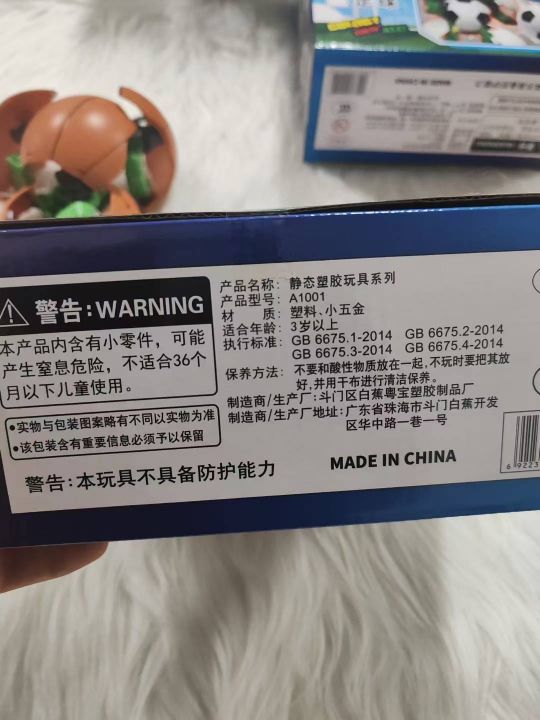 MADE IN CHINA
警告:WARNING
本产品内含有小零件，可能
产生窒息危险，不适合36个
月以下儿童使用。
•实物与包装图案略有不同以实物为准
•该包装含有重要信息必须予以保留
警告:本玩具不具备防护能力
产品名称: 静态塑胶玩具系列
产品型号: A1001
材 质: 塑料、小五金
适合年龄: 3岁以上
执行标准: GB 6675.1-2014 GB 6675.2-2014
GB 6675.3-2014 GB 6675.4-2014
保养方法: 不要和酸性物质放在一起,不玩时要把其放
好,并用干布进行清洁保养。
制造商/生产厂: 斗门区白蕉粤宝塑胶制品厂
制造商/生产厂地址: 广东省珠海市斗门白蕉开发
区华中路一巷一号
MADE IN CHINA
6 9223